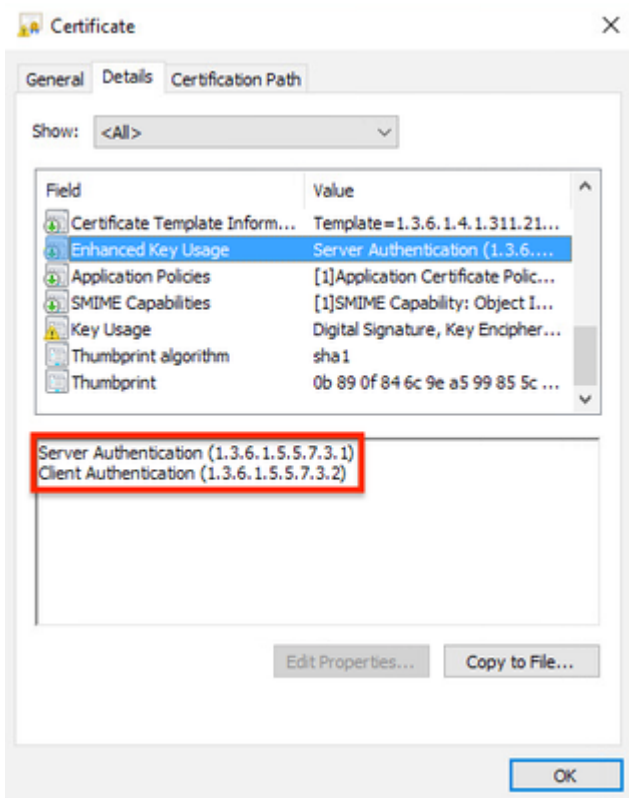 Certificate
General Details Certification Path
Show: <All>
Field Value
Certificate Template Inform... Template=1.3.6.1.4.1.311.21...
Enhanced Key Usage Server Authentication (1.3.6....
Application Policies [1]Application Certificate Polic...
SMIME Capabilities [1]SMIME Capability: Object I...
Key Usage Digital Signature, Key Encipher...
Thumbprint algorithm sha1
Thumbprint 0b 89 0f 84 6c 9e a5 99 85 5c ...
Server Authentication (1.3.6.1.5.5.7.3.1)
Client Authentication (1.3.6.1.5.5.7.3.2)
Edit Properties... Copy to File...
OK